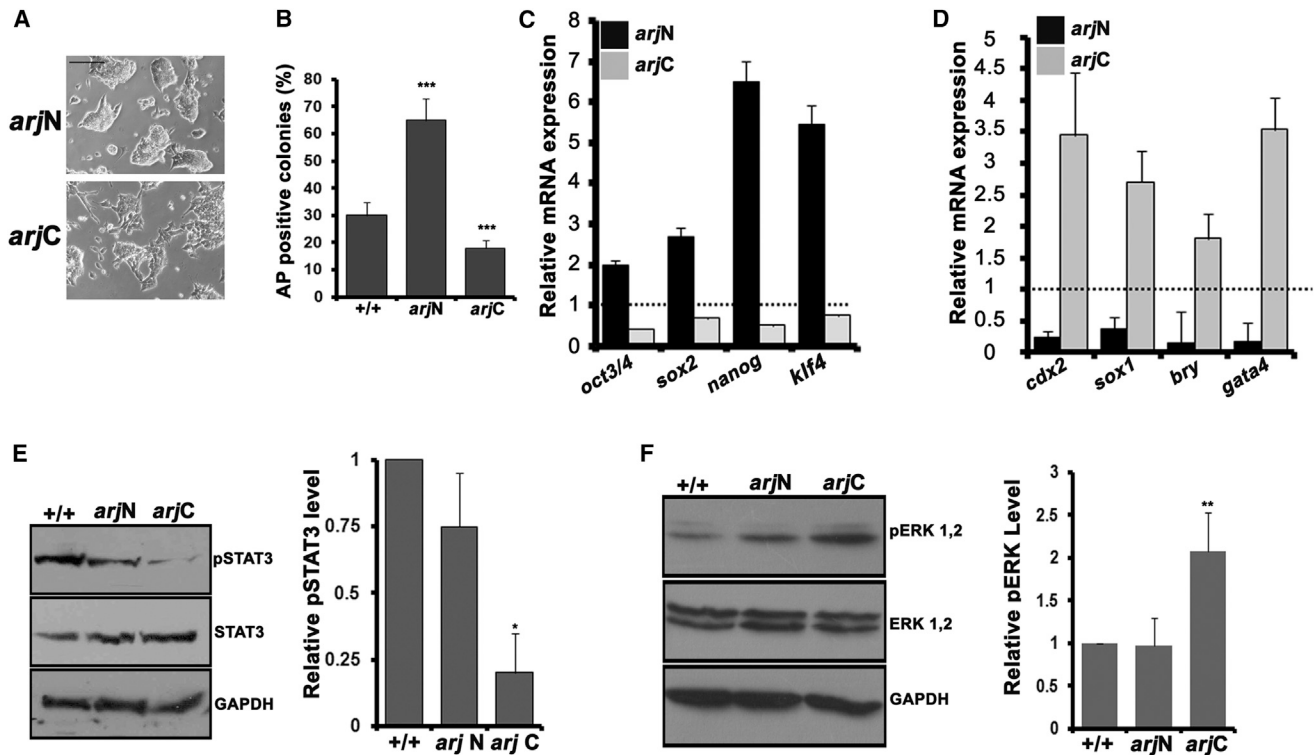 A
arjN
arjC
B
AP positive colonies (%)
80
70
60
50
40
30
20
10
0
***
***
+/+ arjN arjC
C
Relative mRNA expression
8
7
6
5
4
3
2
1
0
arjN
arjC
oct3/4 sox2 nanog klf4
D
Relative mRNA expression
5
4.5
4
3.5
3
2.5
2
1.5
1
0.5
0
arjN
arjC
cdx2 sox1 bry gata4
E
+/+ arjN arjC
pSTAT3
STAT3
GAPDH
Relative pSTAT3 level
1
0.75
0.5
0.25
0
*
+/+ arj N arj C
F
+/+ arjN arjC
pERK 1,2
ERK 1,2
GAPDH
Relative pERK Level
3
2.5
2
1.5
1
0.5
0
**
+/+ arjN arjC